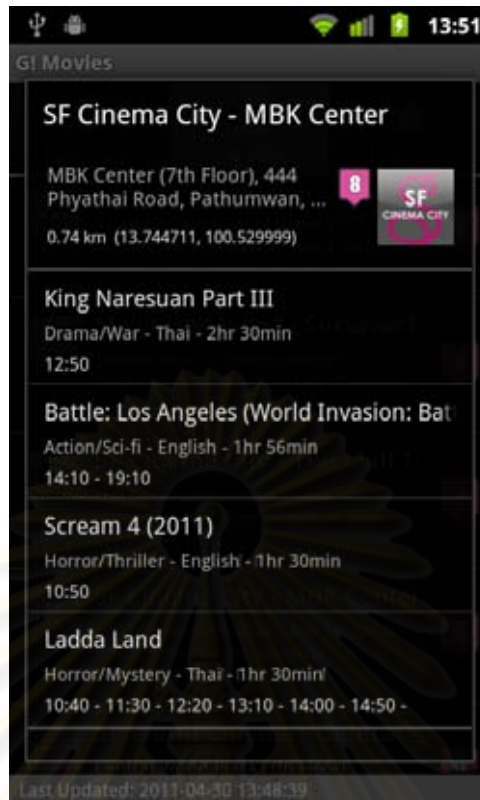 13:51
G! Movies
SF Cinema City - MBK Center
MBK Center (7th Floor), 444
Phyathai Road, Pathumwan, ...
8
SF
CINEMA CITY
0.74 km (13.744711, 100.529999)
King Naresuan Part III
Drama/War - Thai - 2hr 30min
12:50
Battle: Los Angeles (World Invasion: Bat
Action/Sci-fi - English - 1hr 56min
14:10 - 19:10
Scream 4 (2011)
Horror/Thriller - English - 1hr 30min
10:50
Ladda Land
Horror/Mystery - Thai - 1hr 30min
10:40 - 11:30 - 12:20 - 13:10 - 14:00 - 14:50 -
Last Updated: 2011-04-30 13:48:39